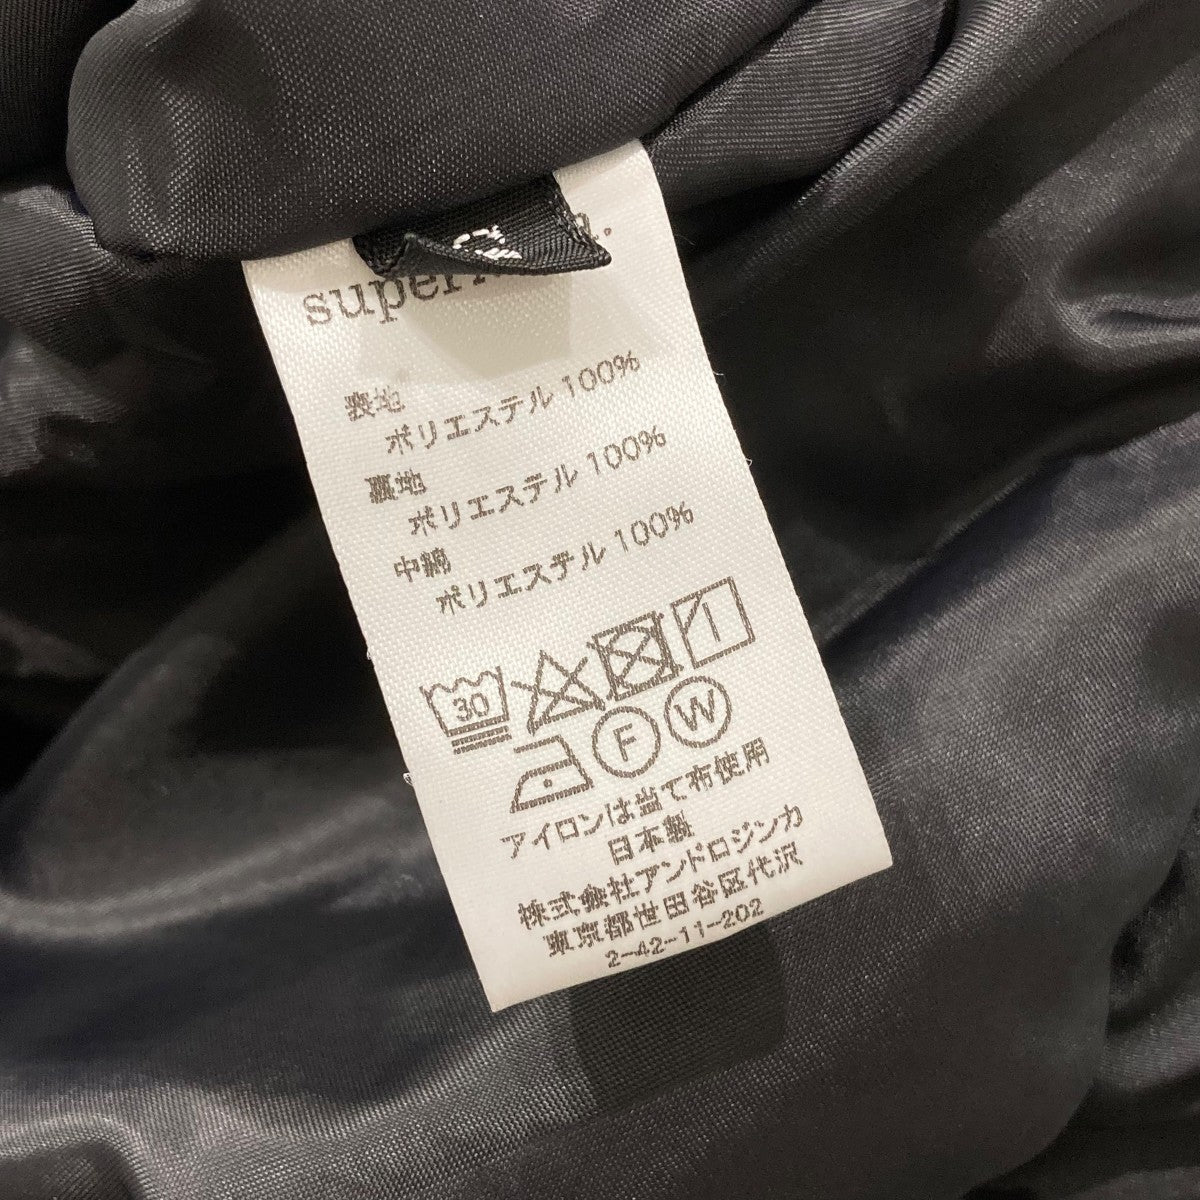 表地
ポリエステル 100%
裏地
ポリエステル 100%
中綿
ポリエステル 100%
30
F W
アイロンは当て布使用
日本製
株式会社アンドロジンカ
東京都世田谷区代沢
2-42-11-202